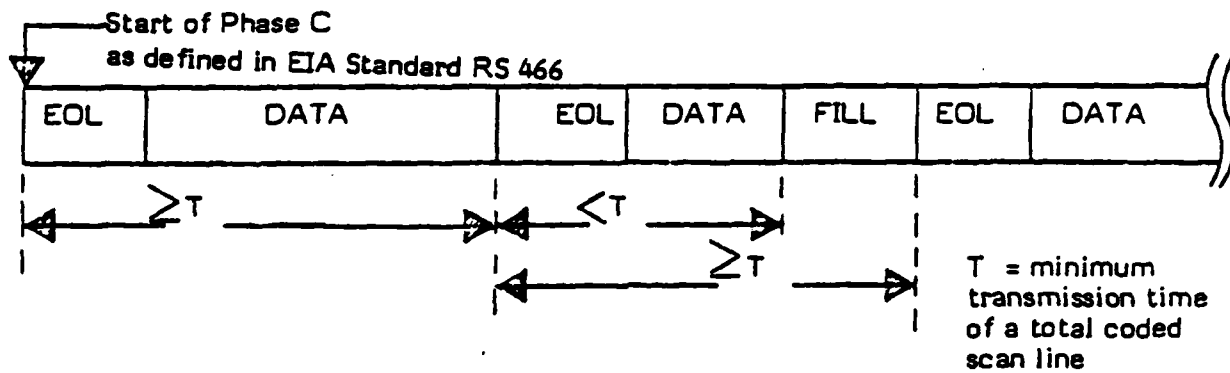 Start of Phase C
as defined in EIA Standard RS 466
EOL DATA EOL DATA FILL EOL DATA
≥T <T
≥T
T = minimum
transmission time
of a total coded
scan line